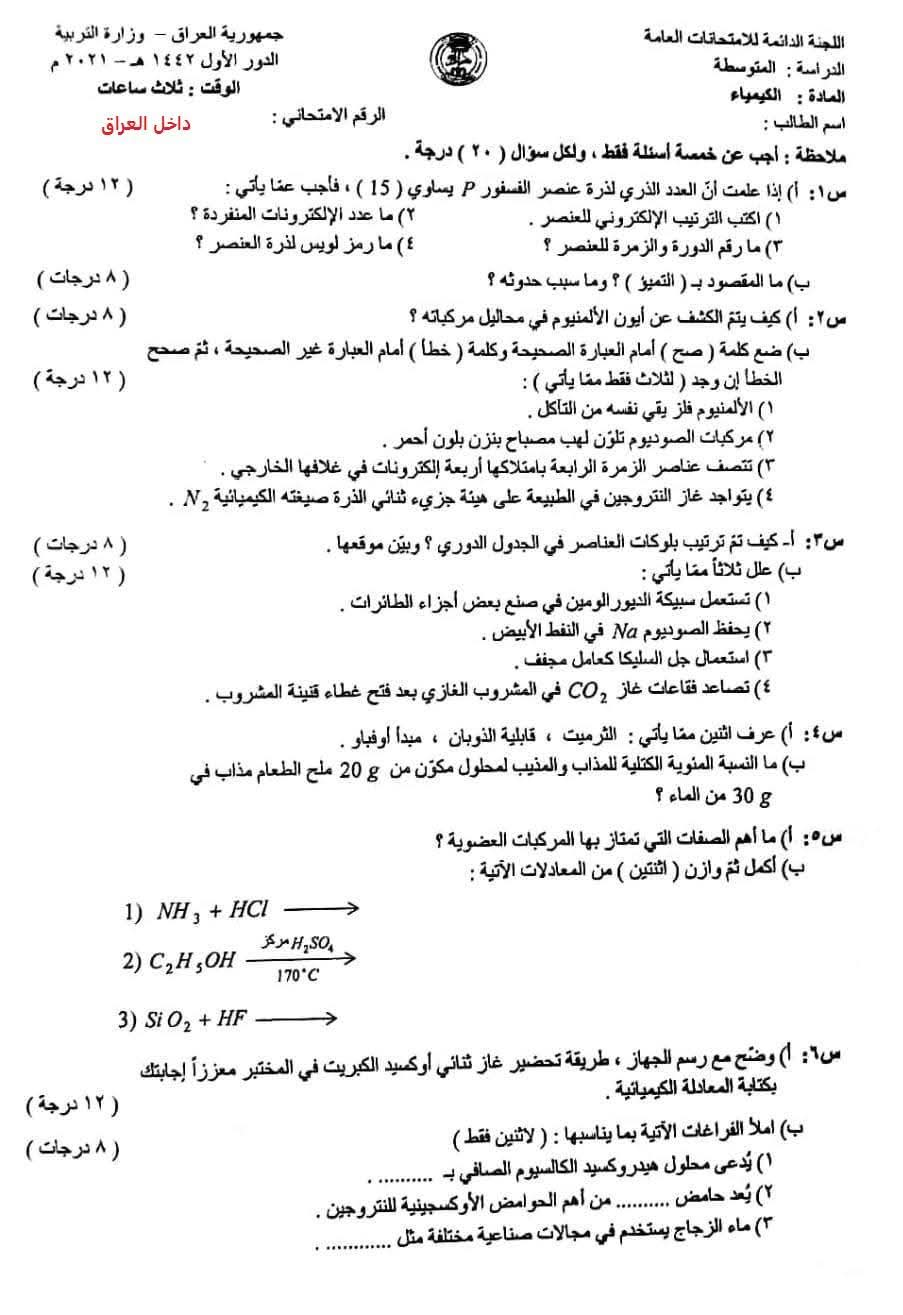 اللجنة الدائمة للامتحانات العامة
الدراسة : المتوسطة
المادة : الكيمياء
اسم الطالب :
جمهورية العراق – وزارة التربية
الدور الأول ١٤٤٢ هـ – ٢٠٢١ م
الوقت : ثلاث ساعات
الرقم الامتحاني :
داخل العراق
ملاحظة : أجب عن خمسة أسئلة فقط ، ولكل سؤال ( ٢٠ ) درجة .
س١: أ) إذا علمت أنّ العدد الذري لذرة عنصر الفسفور P يساوي ( 15 ) ، فأجب عمّا يأتي : ( ١٢ درجة )
١) اكتب الترتيب الإلكتروني للعنصر . ٢) ما عدد الإلكترونات المنفردة ؟
٣) ما رقم الدورة والزمرة للعنصر ؟ ٤) ما رمز لويس لذرة العنصر ؟
ب) ما المقصود بـ ( التميؤ ) ؟ وما سبب حدوثه ؟ ( ٨ درجات )
س٢: أ) كيف يتمّ الكشف عن أيون الألمنيوم في محاليل مركباته ؟ ( ٨ درجات )
ب) ضع كلمة ( صح ) أمام العبارة الصحيحة وكلمة ( خطأ ) أمام العبارة غير الصحيحة ، ثمّ صحح
الخطأ إن وجد ( لثلاث فقط ممّا يأتي ) : ( ١٢ درجة )
١) الألمنيوم فلز يقي نفسه من التآكل .
٢) مركبات الصوديوم تلوّن لهب مصباح بنزن بلون أحمر .
٣) تتصف عناصر الزمرة الرابعة بامتلاكها أربعة إلكترونات في غلافها الخارجي .
٤) يتواجد غاز النتروجين في الطبيعة على هيئة جزيء ثنائي الذرة صيغته الكيميائية N₂ .
س٣: أ- كيف تمّ ترتيب بلوكات العناصر في الجدول الدوري ؟ وبيّن موقعها . ( ٨ درجات )
ب) علل ثلاثاً ممّا يأتي : ( ١٢ درجة )
١) تستعمل سبيكة الديورالومين في صنع بعض أجزاء الطائرات .
٢) يحفظ الصوديوم Na في النفط الأبيض .
٣) استعمال جل السليكا كعامل مجفف .
٤) تصاعد فقاعات غاز CO₂ في المشروب الغازي بعد فتح غطاء قنينة المشروب .
س٤: أ) عرف اثنين ممّا يأتي : الثرميت ، قابلية الذوبان ، مبدأ أوفباو .
ب) ما النسبة المئوية الكتلية للمذاب والمذيب لمحلول مكوّن من 20 g ملح الطعام مذاب في
30 g من الماء ؟
س٥: أ) ما أهم الصفات التي تمتاز بها المركبات العضوية ؟
ب) أكمل ثمّ وازن ( اثنتين ) من المعادلات الآتية :
1) NH₃ + HCl ⟶
2) C₂H₅OH مركز H₂SO₄ ⟶ 170°C
3) SiO₂ + HF ⟶
س٦: أ) وضّح مع رسم الجهاز ، طريقة تحضير غاز ثنائي أوكسيد الكبريت في المختبر معززاً إجابتك
بكتابة المعادلة الكيميائية . ( ١٢ درجة )
ب) املأ الفراغات الآتية بما يناسبها : ( لاثنين فقط ) ( ٨ درجات )
١) يُدعى محلول هيدروكسيد الكالسيوم الصافي بـ .......... .
٢) يُعد حامض .......... من أهم الحوامض الأوكسجينية للنتروجين .
٣) ماء الزجاج يستخدم في مجالات صناعية مختلفة مثل ............ .